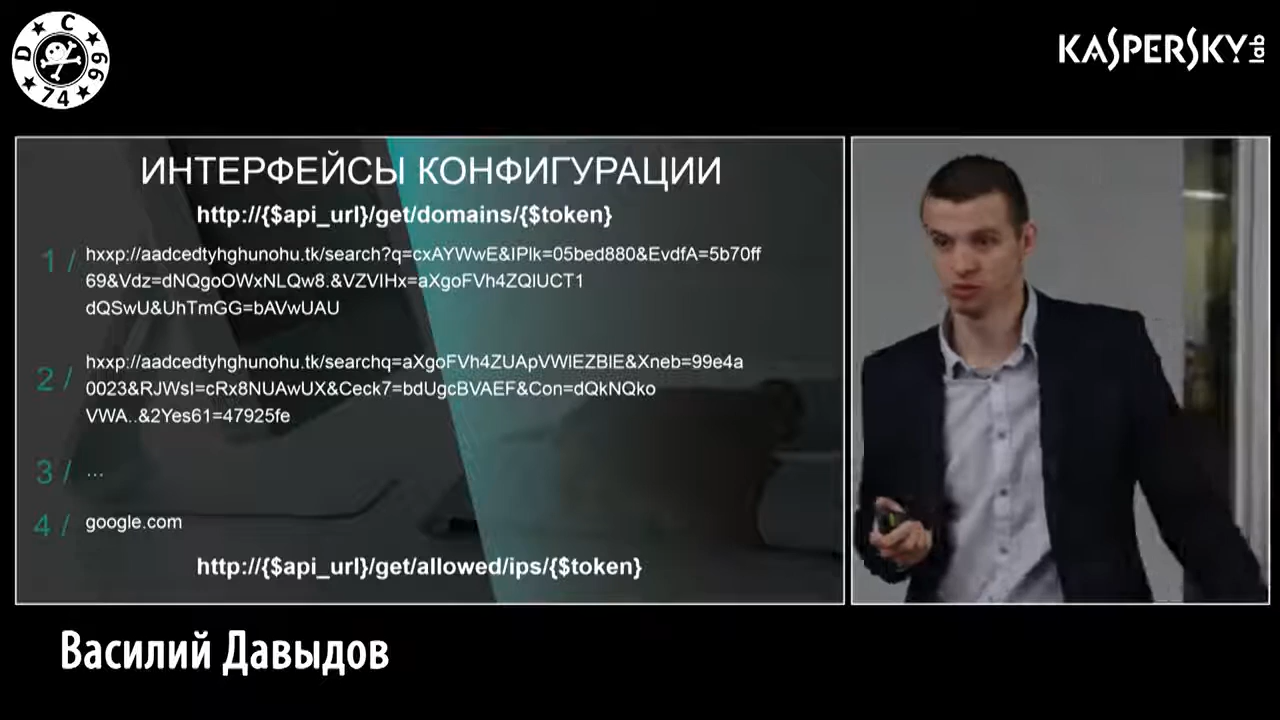 DC7499
KASPERSKY lab
ИНТЕРФЕЙСЫ КОНФИГУРАЦИИ
http://{$api_url}/get/domains/{$token}
1 / hxxp://aadcedtyhghunohu.tk/search?q=cxAYWwE&IPlk=05bed880&EvdfA=5b70ff
69&Vdz=dNQgoOWxNLQw8.&VZVIHx=aXgoFVh4ZQIUCT1
dQSwU&UhTmGG=bAVwUAU
2 / hxxp://aadcedtyhghunohu.tk/searchq=aXgoFVh4ZUApVWIEZBIE&Xneb=99e4a
0023&RJWsI=cRx8NUAwUX&Ceck7=bdUgcBVAEF&Con=dQkNQko
VWA..&2Yes61=47925fe
3 / ...
4 / google.com
http://{$api_url}/get/allowed/ips/{$token}
Василий Давыдов